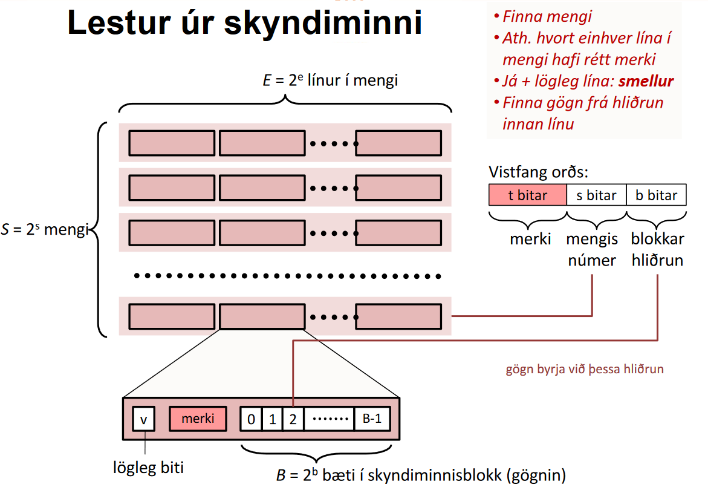 Lestur úr skyndiminni
• Finna mengi
• Ath. hvort einhver lína í
mengi hafi rétt merki
• Já + lögleg lína: smellur
• Finna gögn frá hliðrun
innan línu
E = 2ᵉ línur í mengi
S = 2ˢ mengi
Vistfang orðs:
t bitar s bitar b bitar
merki mengis blokkar
númer hliðrun
gögn byrja við þessa hliðrun
v merki 0 1 2 ······· B-1
lögleg biti
B = 2ᵇ bæti í skyndiminnisblokk (gögnin)